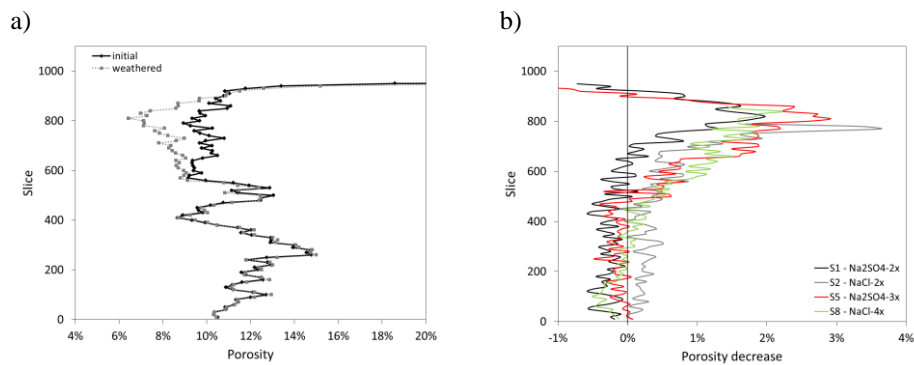 a)
b)
initial
weathered
1000
800
600
400
200
0
Slice
4%
6%
8%
10%
12%
14%
16%
18%
20%
Porosity
1000
800
600
400
200
0
Slice
S1 - Na2SO4-2x
S2 - NaCl-2x
S5 - Na2SO4-3x
S8 - NaCl-4x
-1%
0%
1%
2%
3%
4%
Porosity decrease